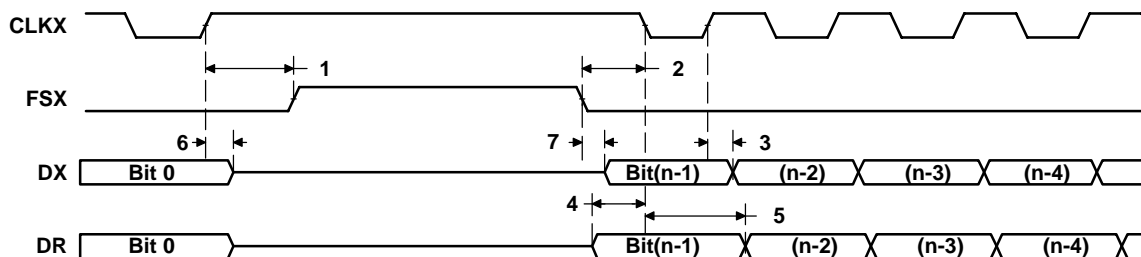 CLKX
1 2
FSX
6 7 3
DX Bit 0 Bit(n-1) (n-2) (n-3) (n-4)
4 5
DR Bit 0 Bit(n-1) (n-2) (n-3) (n-4)